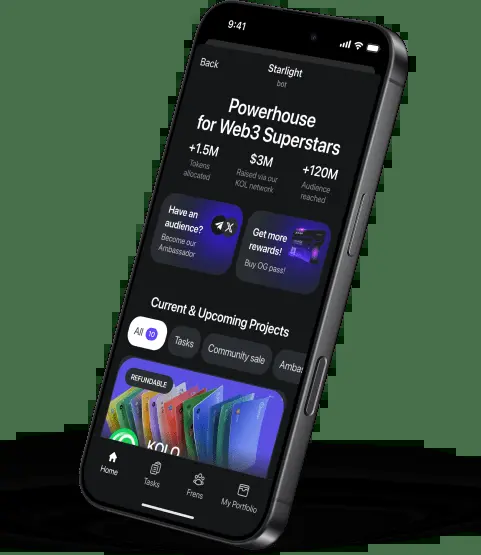 9:41
Back
Starlight
bot
Powerhouse
for Web3 Superstars
+1.5M
Tokens
allocated
$3M
Raised via our
KOL network
+120M
Audience
reached
Have an
audience?
Become our
Ambassador
Get more
rewards!
Buy OG pass!
Current & Upcoming Projects
All 10
Tasks
Community sale
Ambas
REFUNDABLE
KOLO
Home
Tasks
Frens
My Portfolio